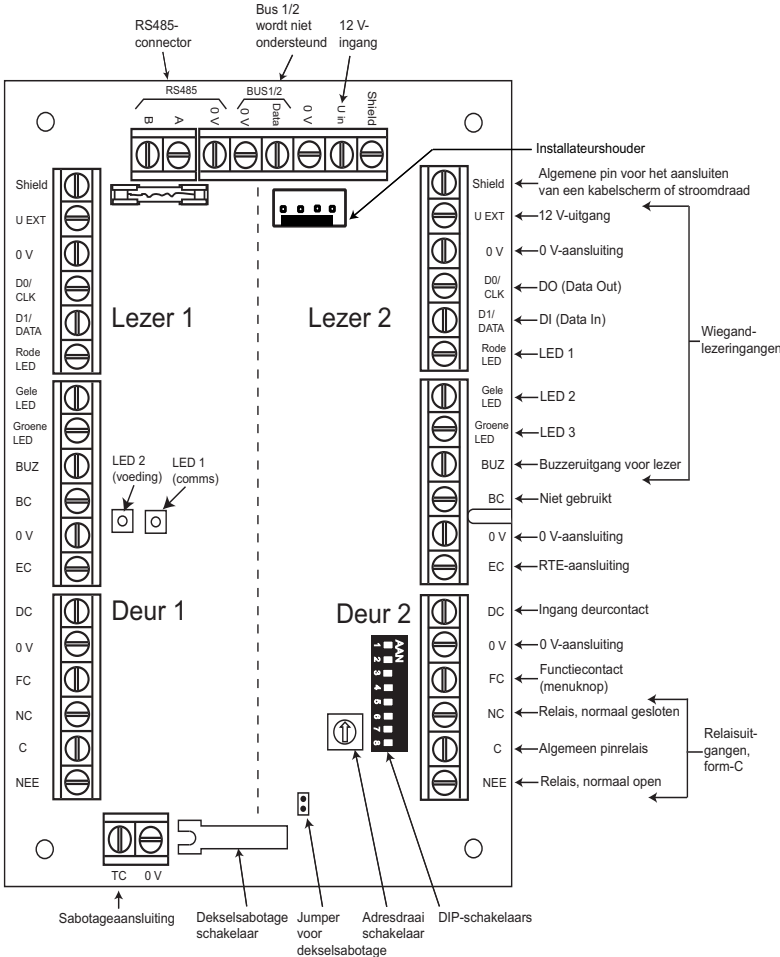 RS485-
connector
Bus 1/2
wordt niet
ondersteund
12 V-
ingang
RS485
BUS1/2
B
A
0 V
0 V
Data
0 V
U in
Shield
Installateurshouder
Shield
U EXT
0 V
D0/
CLK
D1/
DATA
Rode
LED
Gele
LED
Groene
LED
BUZ
BC
0 V
EC
DC
0 V
FC
NC
C
NEE
Lezer 1
Lezer 2
LED 2
(voeding)
LED 1
(comms)
Deur 1
Deur 2
AAN
1
2
3
4
5
6
7
8
Shield
U EXT
0 V
D0/
CLK
D1/
DATA
Rode
LED
Gele
LED
Groene
LED
BUZ
BC
0 V
EC
DC
0 V
FC
NC
C
NEE
Algemene pin voor het aansluiten
van een kabelscherm of stroomdraad
12 V-uitgang
0 V-aansluiting
DO (Data Out)
DI (Data In)
LED 1
LED 2
LED 3
Buzzeruitgang voor lezer
Niet gebruikt
0 V-aansluiting
RTE-aansluiting
Ingang deurcontact
0 V-aansluiting
Functiecontact
(menuknop)
Relais, normaal gesloten
Algemeen pinrelais
Relais, normaal open
Wiegand-
lezeringangen
Relaisuit-
gangen,
form-C
TC
0 V
Sabotageaansluiting
Dekselsabotage
schakelaar
Jumper
voor
dekselsabotage
Adresdraai
schakelaar
DIP-schakelaars